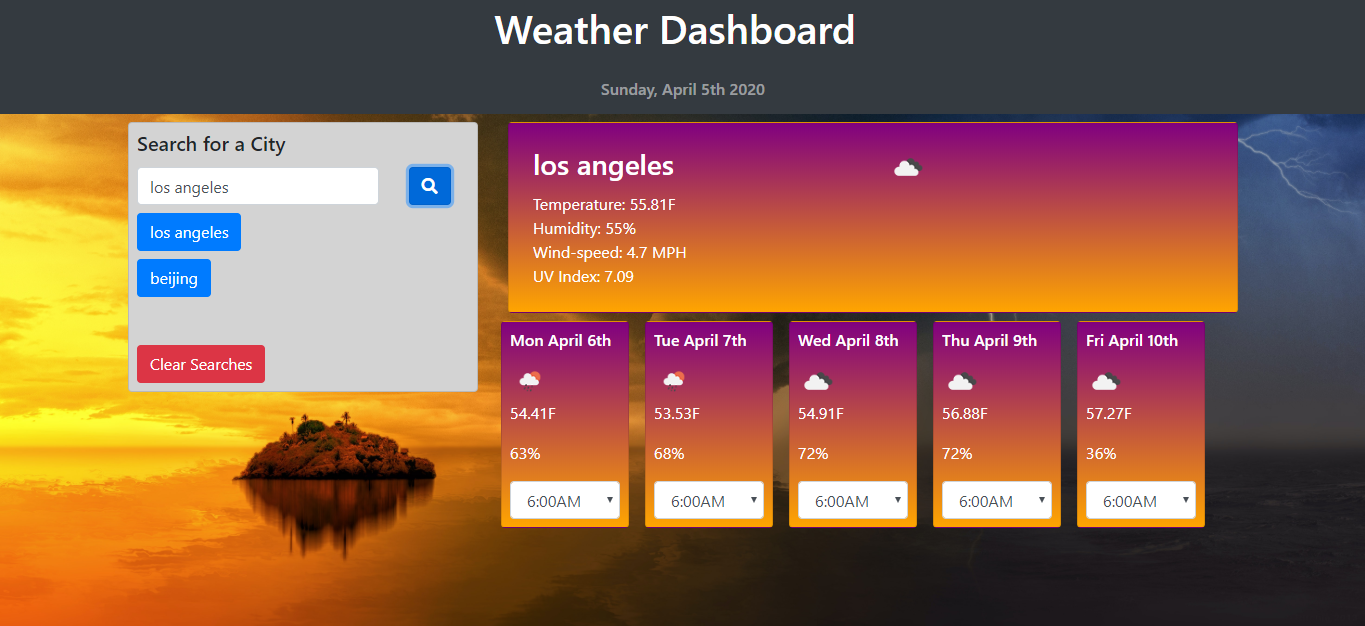 Weather Dashboard
Sunday, April 5th 2020
Search for a City
los angeles
los angeles
beijing
Clear Searches
los angeles
Temperature: 55.81F
Humidity: 55%
Wind-speed: 4.7 MPH
UV Index: 7.09
Mon April 6th
54.41F
63%
6:00AM
Tue April 7th
53.53F
68%
6:00AM
Wed April 8th
54.91F
72%
6:00AM
Thu April 9th
56.88F
72%
6:00AM
Fri April 10th
57.27F
36%
6:00AM